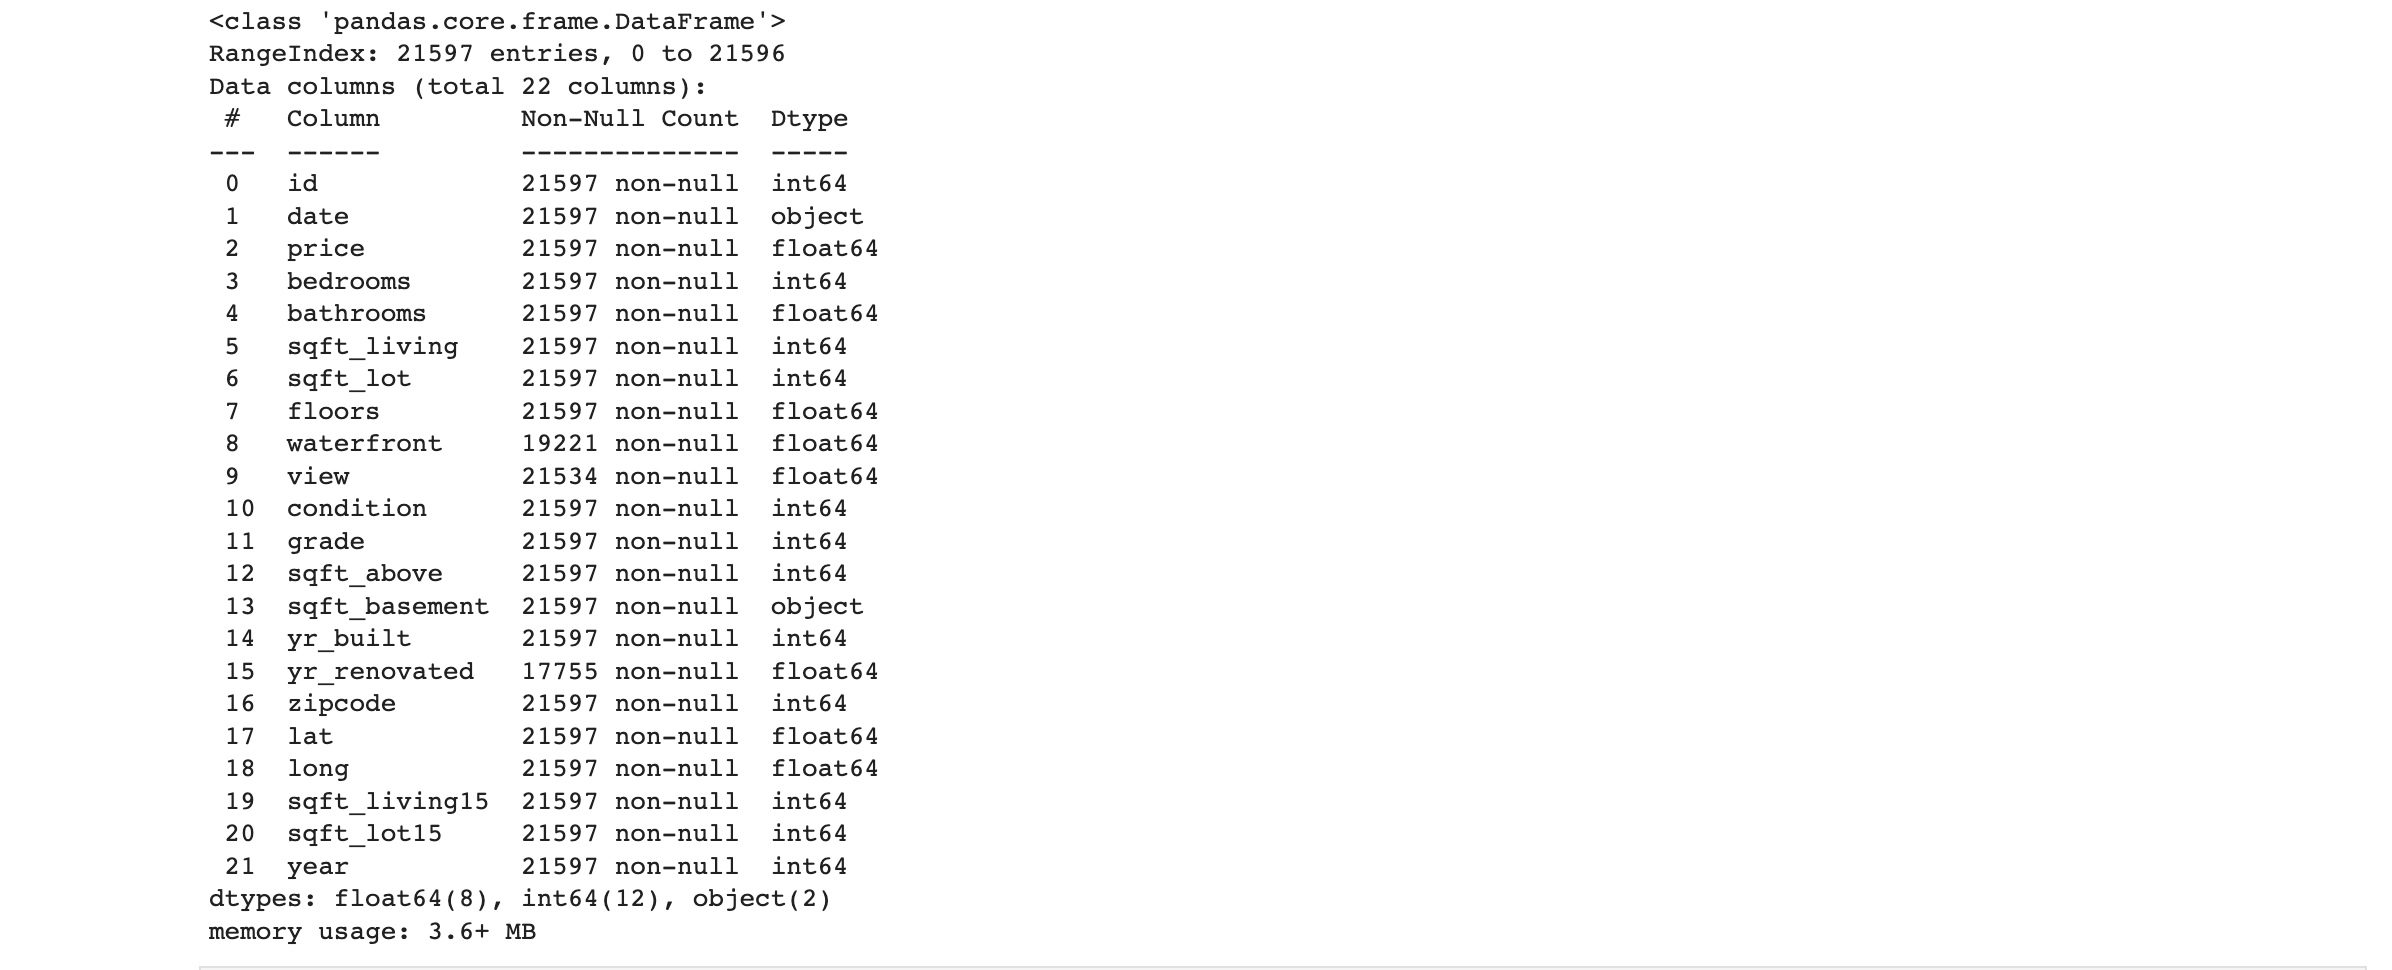 <class 'pandas.core.frame.DataFrame'>
RangeIndex: 21597 entries, 0 to 21596
Data columns (total 22 columns):
 #   Column         Non-Null Count  Dtype
---  ------         --------------  -----
 0   id             21597 non-null  int64
 1   date           21597 non-null  object
 2   price          21597 non-null  float64
 3   bedrooms       21597 non-null  int64
 4   bathrooms      21597 non-null  float64
 5   sqft_living    21597 non-null  int64
 6   sqft_lot       21597 non-null  int64
 7   floors         21597 non-null  float64
 8   waterfront     19221 non-null  float64
 9   view           21534 non-null  float64
 10  condition      21597 non-null  int64
 11  grade          21597 non-null  int64
 12  sqft_above     21597 non-null  int64
 13  sqft_basement  21597 non-null  object
 14  yr_built       21597 non-null  int64
 15  yr_renovated   17755 non-null  float64
 16  zipcode        21597 non-null  int64
 17  lat            21597 non-null  float64
 18  long           21597 non-null  float64
 19  sqft_living15  21597 non-null  int64
 20  sqft_lot15     21597 non-null  int64
 21  year           21597 non-null  int64
dtypes: float64(8), int64(12), object(2)
memory usage: 3.6+ MB